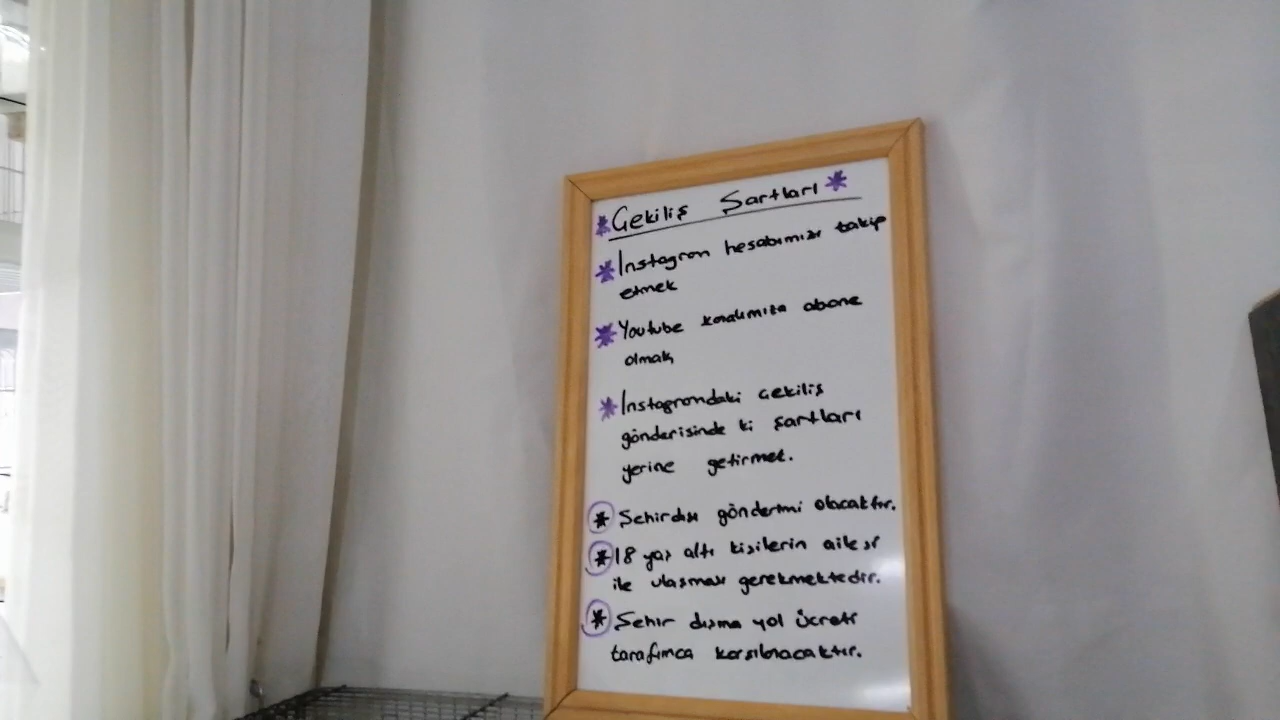 * Çekiliş Şartları *
* Instagram hesabımızı takip
etmek
* Youtube kanalımıza abone
olmak
* Instagramdaki çekiliş
gönderisinde ki şartları
yerine getirmek.
* Şehirdışı gönderimi olacaktır.
* 18 yaş altı kişilerin ailesi
ile ulaşması gerekmektedir.
* Şehir dışına yol ücreti
tarafımca karşılanacaktır.